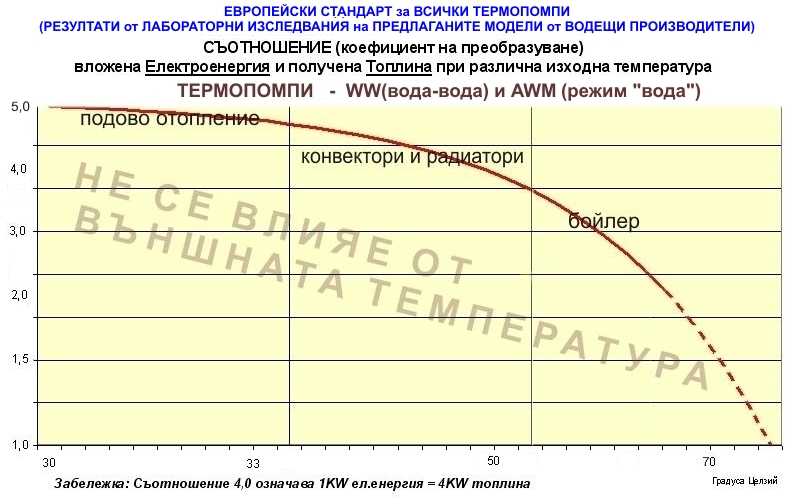 ЕВРОПЕЙСКИ СТАНДАРТ за ВСИЧКИ ТЕРМОПОМПИ
(РЕЗУЛТАТИ от ЛАБОРАТОРНИ ИЗСЛЕДВАНИЯ на ПРЕДЛАГАНИТЕ МОДЕЛИ от ВОДЕЩИ ПРОИЗВОДИТЕЛИ)
СЪОТНОШЕНИЕ (коефициент на преобразуване)
вложена Електроенергия и получена Топлина при различна изходна температура
ТЕРМОПОМПИ - WW(вода-вода) и AWM (режим "вода")
5,0
подово отопление
конвектори и радиатори
4,0
НЕ СЕ ВЛИЯЕ ОТ
ВЪНШНАТА ТЕМПЕРАТУРА
бойлер
3,0
2,0
1,5
1,0
30 33 50 70
Градуса Целзий
Забележка: Съотношение 4,0 означава 1KW ел.енергия = 4KW топлина